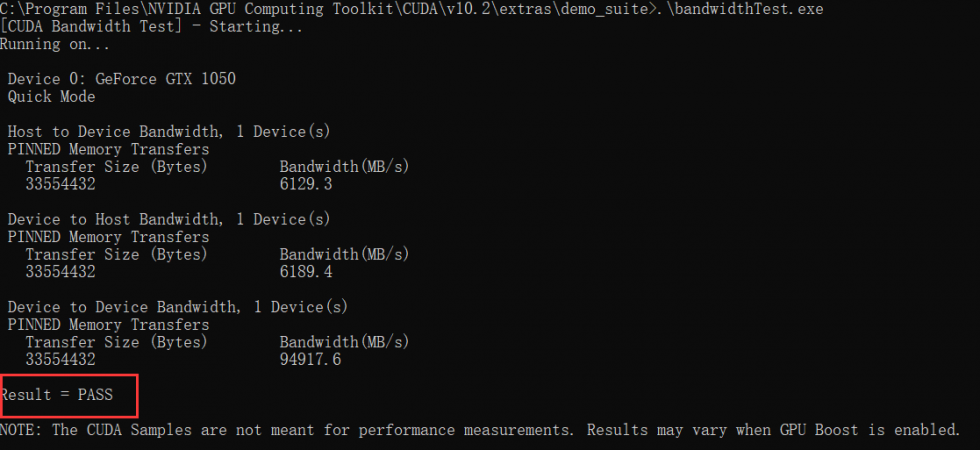 C:\Program Files\NVIDIA GPU Computing Toolkit\CUDA\v10.2\extras\demo_suite>.\bandwidthTest.exe
[CUDA Bandwidth Test] - Starting...
Running on...
Device 0: GeForce GTX 1050
Quick Mode
Host to Device Bandwidth, 1 Device(s)
PINNED Memory Transfers
Transfer Size (Bytes) Bandwidth(MB/s)
33554432 6129.3
Device to Host Bandwidth, 1 Device(s)
PINNED Memory Transfers
Transfer Size (Bytes) Bandwidth(MB/s)
33554432 6189.4
Device to Device Bandwidth, 1 Device(s)
PINNED Memory Transfers
Transfer Size (Bytes) Bandwidth(MB/s)
33554432 94917.6
Result = PASS
NOTE: The CUDA Samples are not meant for performance measurements. Results may vary when GPU Boost is enabled.